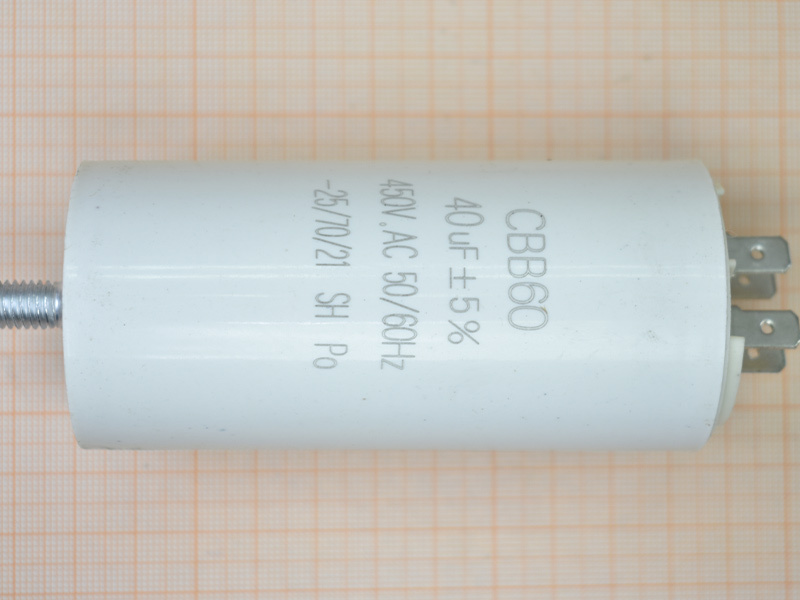 CBB60
40uF±5%
450V.AC 50/60Hz
-25/70/21 SH Po